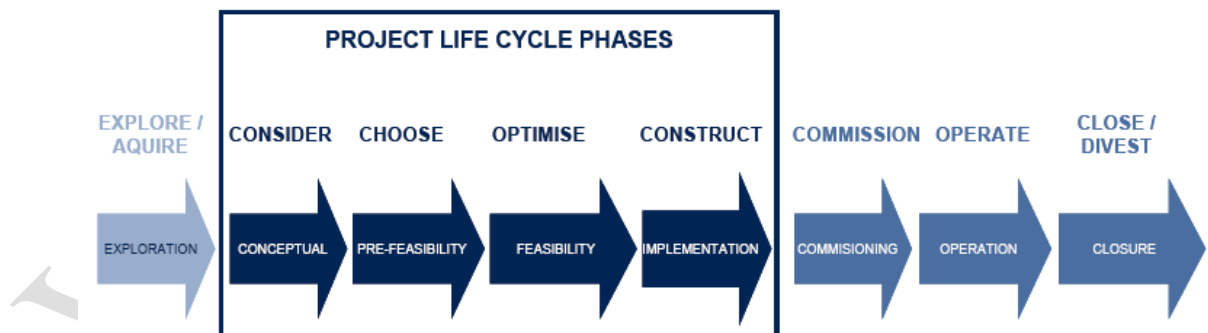 PROJECT LIFE CYCLE PHASES
EXPLORE /
AQUIRE
CONSIDER
CHOOSE
OPTIMISE
CONSTRUCT
COMMISSION
OPERATE
CLOSE /
DIVEST
EXPLORATION
CONCEPTUAL
PRE-FEASIBILITY
FEASIBILITY
IMPLEMENTATION
COMMISIONING
OPERATION
CLOSURE